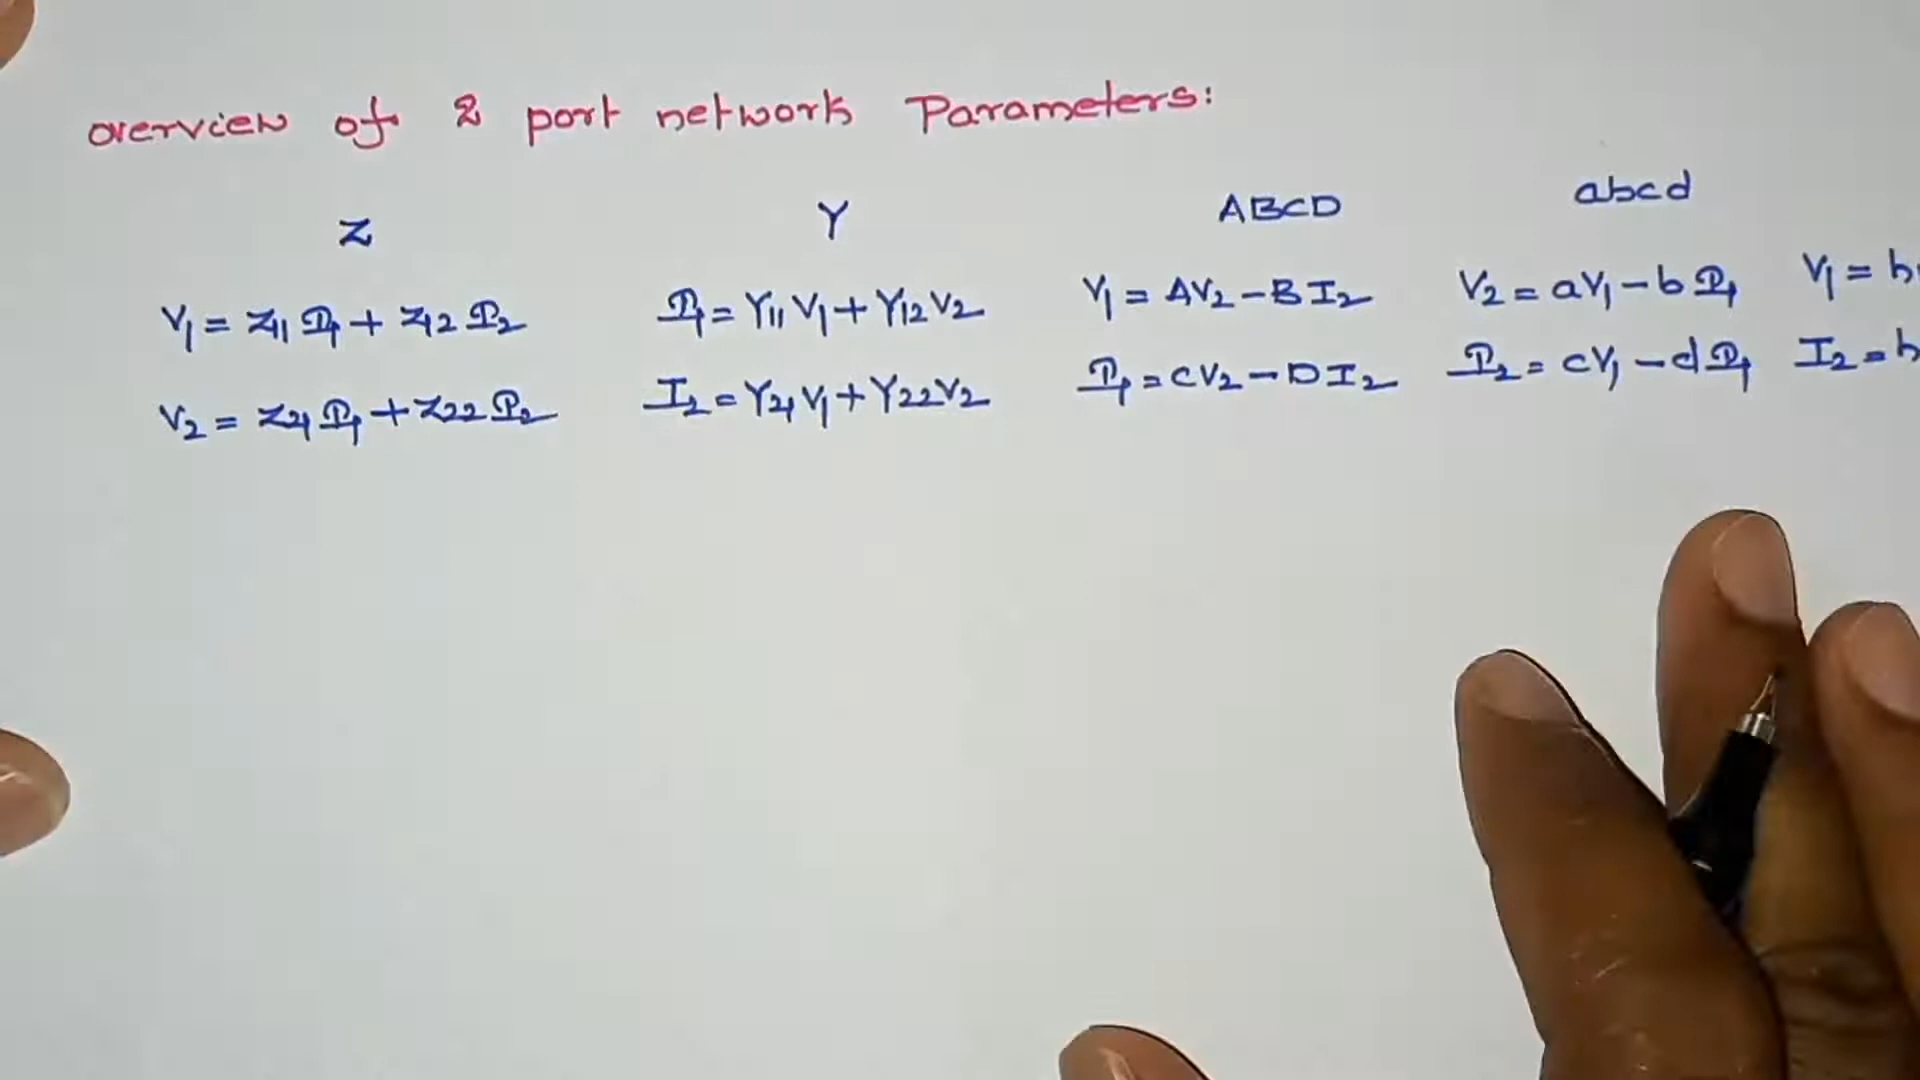 overview of 2 port network Parameters:
Z Y ABCD abcd
V1 = Z11 I1 + Z12 I2 I1 = Y11 V1 + Y12 V2 V1 = AV2 - BI2 V2 = aV1 - bI1 V1 = h
V2 = Z21 I1 + Z22 I2 I2 = Y21 V1 + Y22 V2 I1 = CV2 - DI2 I2 = cV1 - dI1 I2 = h